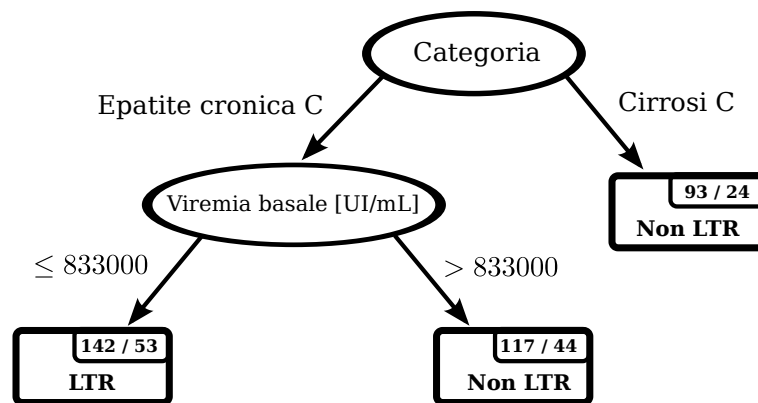 Categoria
Epatite cronica C
Cirrosi C
Viremia basale [UI/mL]
93 / 24
Non LTR
≤ 833000
> 833000
142 / 53
LTR
117 / 44
Non LTR